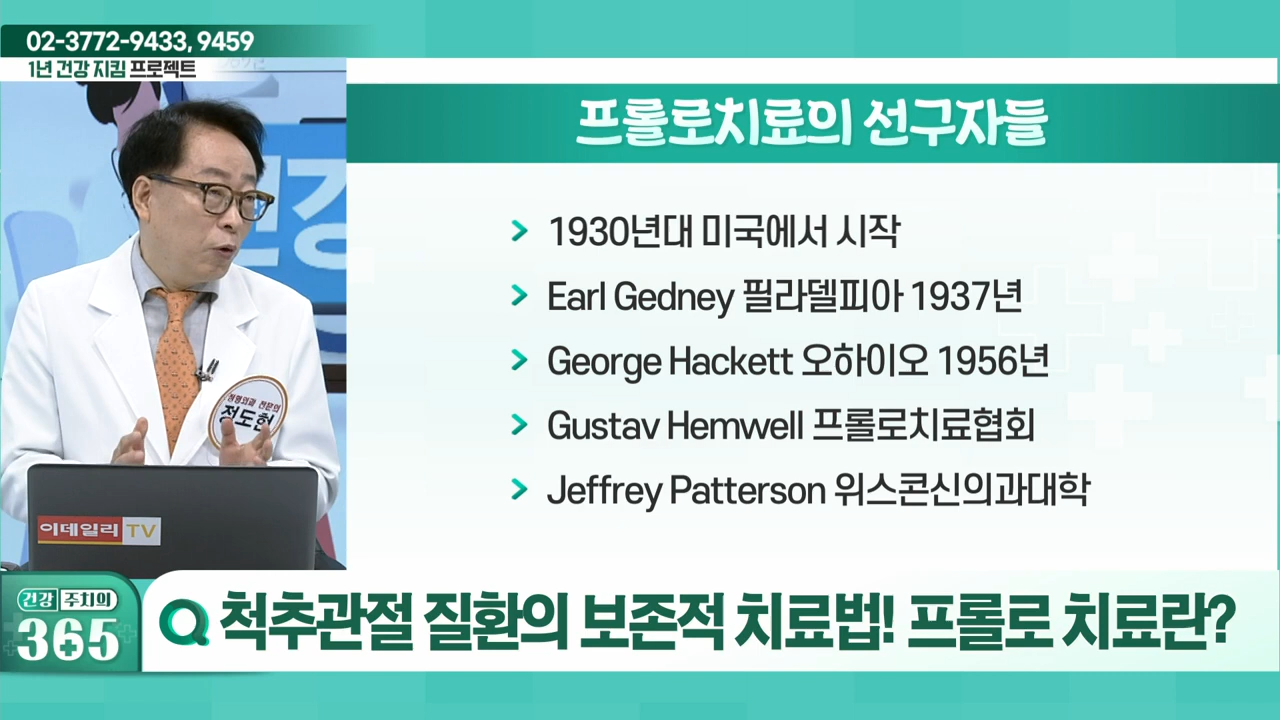 02-3772-9433, 9459
1년 건강 지킴 프로젝트
프롤로치료의 선구자들
1930년대 미국에서 시작
Earl Gedney 필라델피아 1937년
George Hackett 오하이오 1956년
Gustav Hemwell 프롤로치료협회
Jeffrey Patterson 위스콘신의과대학
정형외과 전문의
정도현
이데일리 TV
건강 주치의
365
Q 척추관절 질환의 보존적 치료법! 프롤로 치료란?